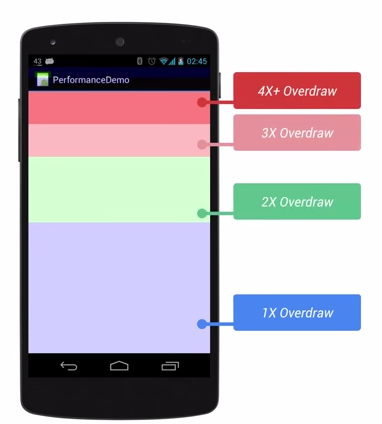 43
02:45
PerformanceDemo
4X+ Overdraw
3X Overdraw
2X Overdraw
1X Overdraw